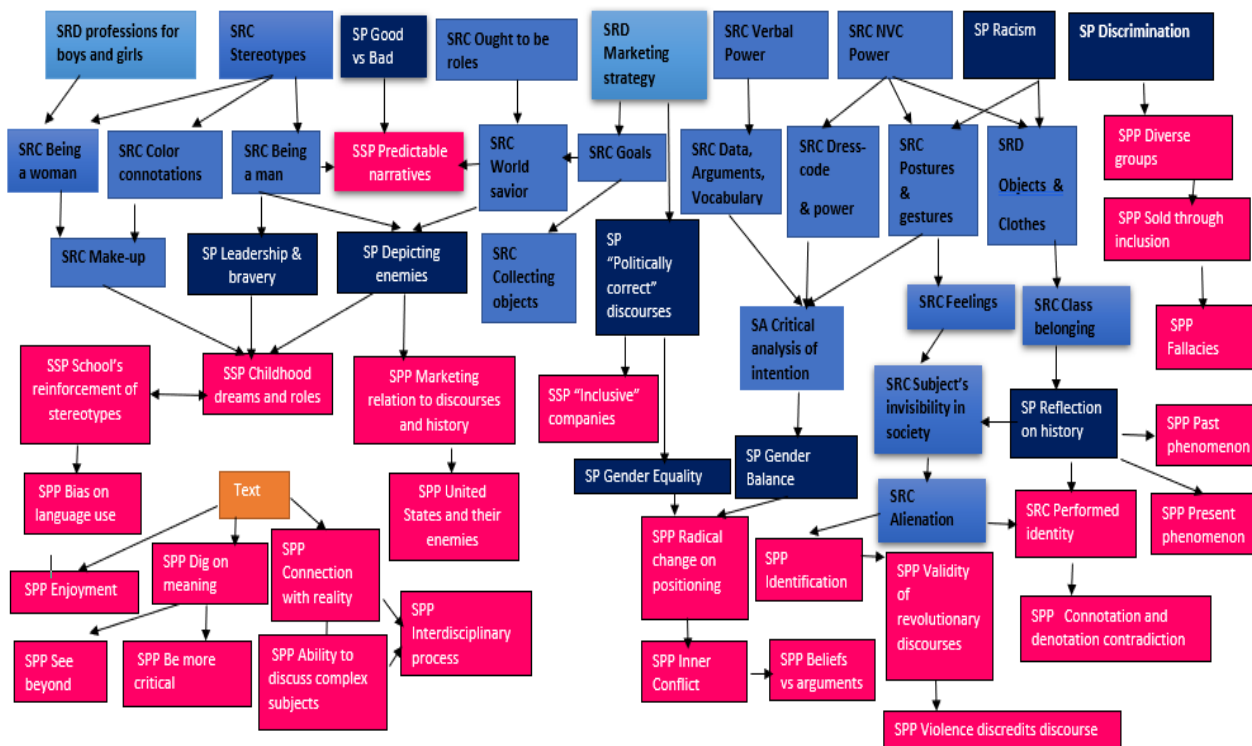 SRD professions for
boys and girls
SRC
Stereotypes
SP Good
vs Bad
SRC Ought to be
roles
SRD
Marketing
strategy
SRC Verbal
Power
SRC NVC
Power
SP Racism
SP Discrimination
SRC Being
a woman
SRC Color
connotations
SRC Being
a man
SSP Predictable
narratives
SRC
World
savior
SRC Goals
SRC Data,
Arguments,
Vocabulary
SRC Dress-
code
& power
SRC
Postures
&
gestures
SRD
Objects &
Clothes
SPP Diverse
groups
SPP Sold through
inclusion
SPP
Fallacies
SRC Make-up
SP Leadership &
bravery
SP Depicting
enemies
SRC
Collecting
objects
SP
“Politically
correct”
discourses
SRC Feelings
SRC Class
belonging
SA Critical
analysis of
intention
SSP School’s
reinforcement of
stereotypes
SSP Childhood
dreams and roles
SPP Marketing
relation to discourses
and history
SSP “Inclusive”
companies
SRC Subject’s
invisibility in
society
SP Reflection
on history
SPP Past
phenomenon
SPP Bias on
language use
Text
SPP United
States and their
enemies
SP Gender Equality
SP Gender
Balance
SRC
Alienation
SRC Performed
identity
SPP Present
phenomenon
SPP Enjoyment
SPP Dig on
meaning
SPP
Connection
with reality
SPP Radical
change on
positioning
SPP
Identification
SPP Validity
of
revolutionary
discourses
SPP Connotation and
denotation contradiction
SPP See
beyond
SPP Be more
critical
SPP Ability to
discuss complex
subjects
SPP
Interdisciplinary
process
SPP Inner
Conflict
SPP Beliefs
vs arguments
SPP Violence discredits discourse